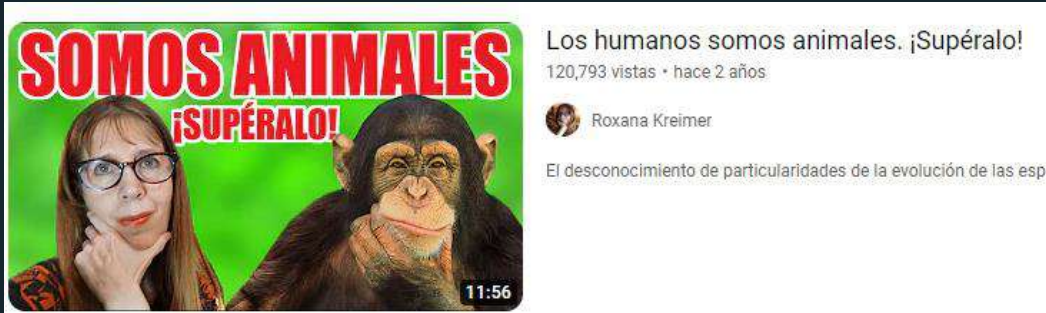 SOMOS ANIMALES
¡SUPÉRALO!
11:56
Los humanos somos animales. ¡Supéralo!
120,793 vistas • hace 2 años
Roxana Kreimer
El desconocimiento de particularidades de la evolución de las esp